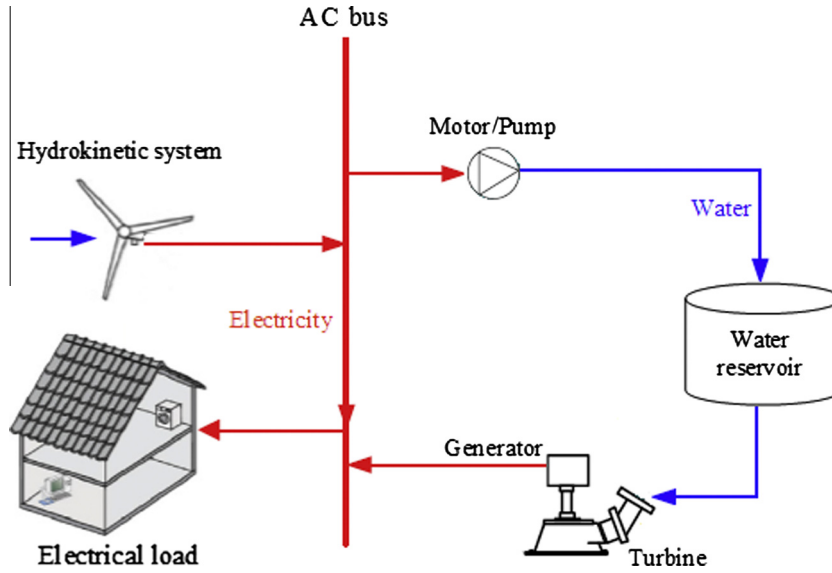 AC bus
Motor/Pump
Hydrokinetic system
Water
Electricity
Water
reservoir
Generator
Electrical load
Turbine